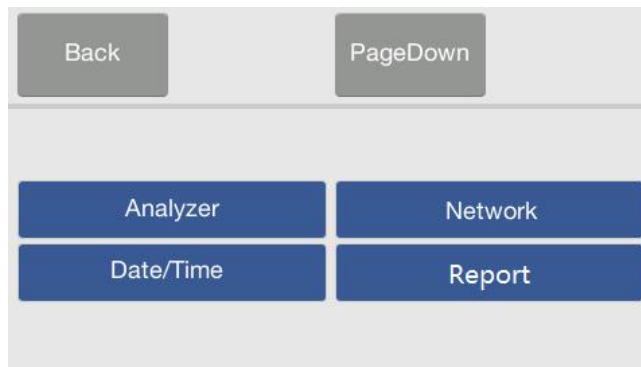 Back
PageDown
Analyzer
Network
Date/Time
Report